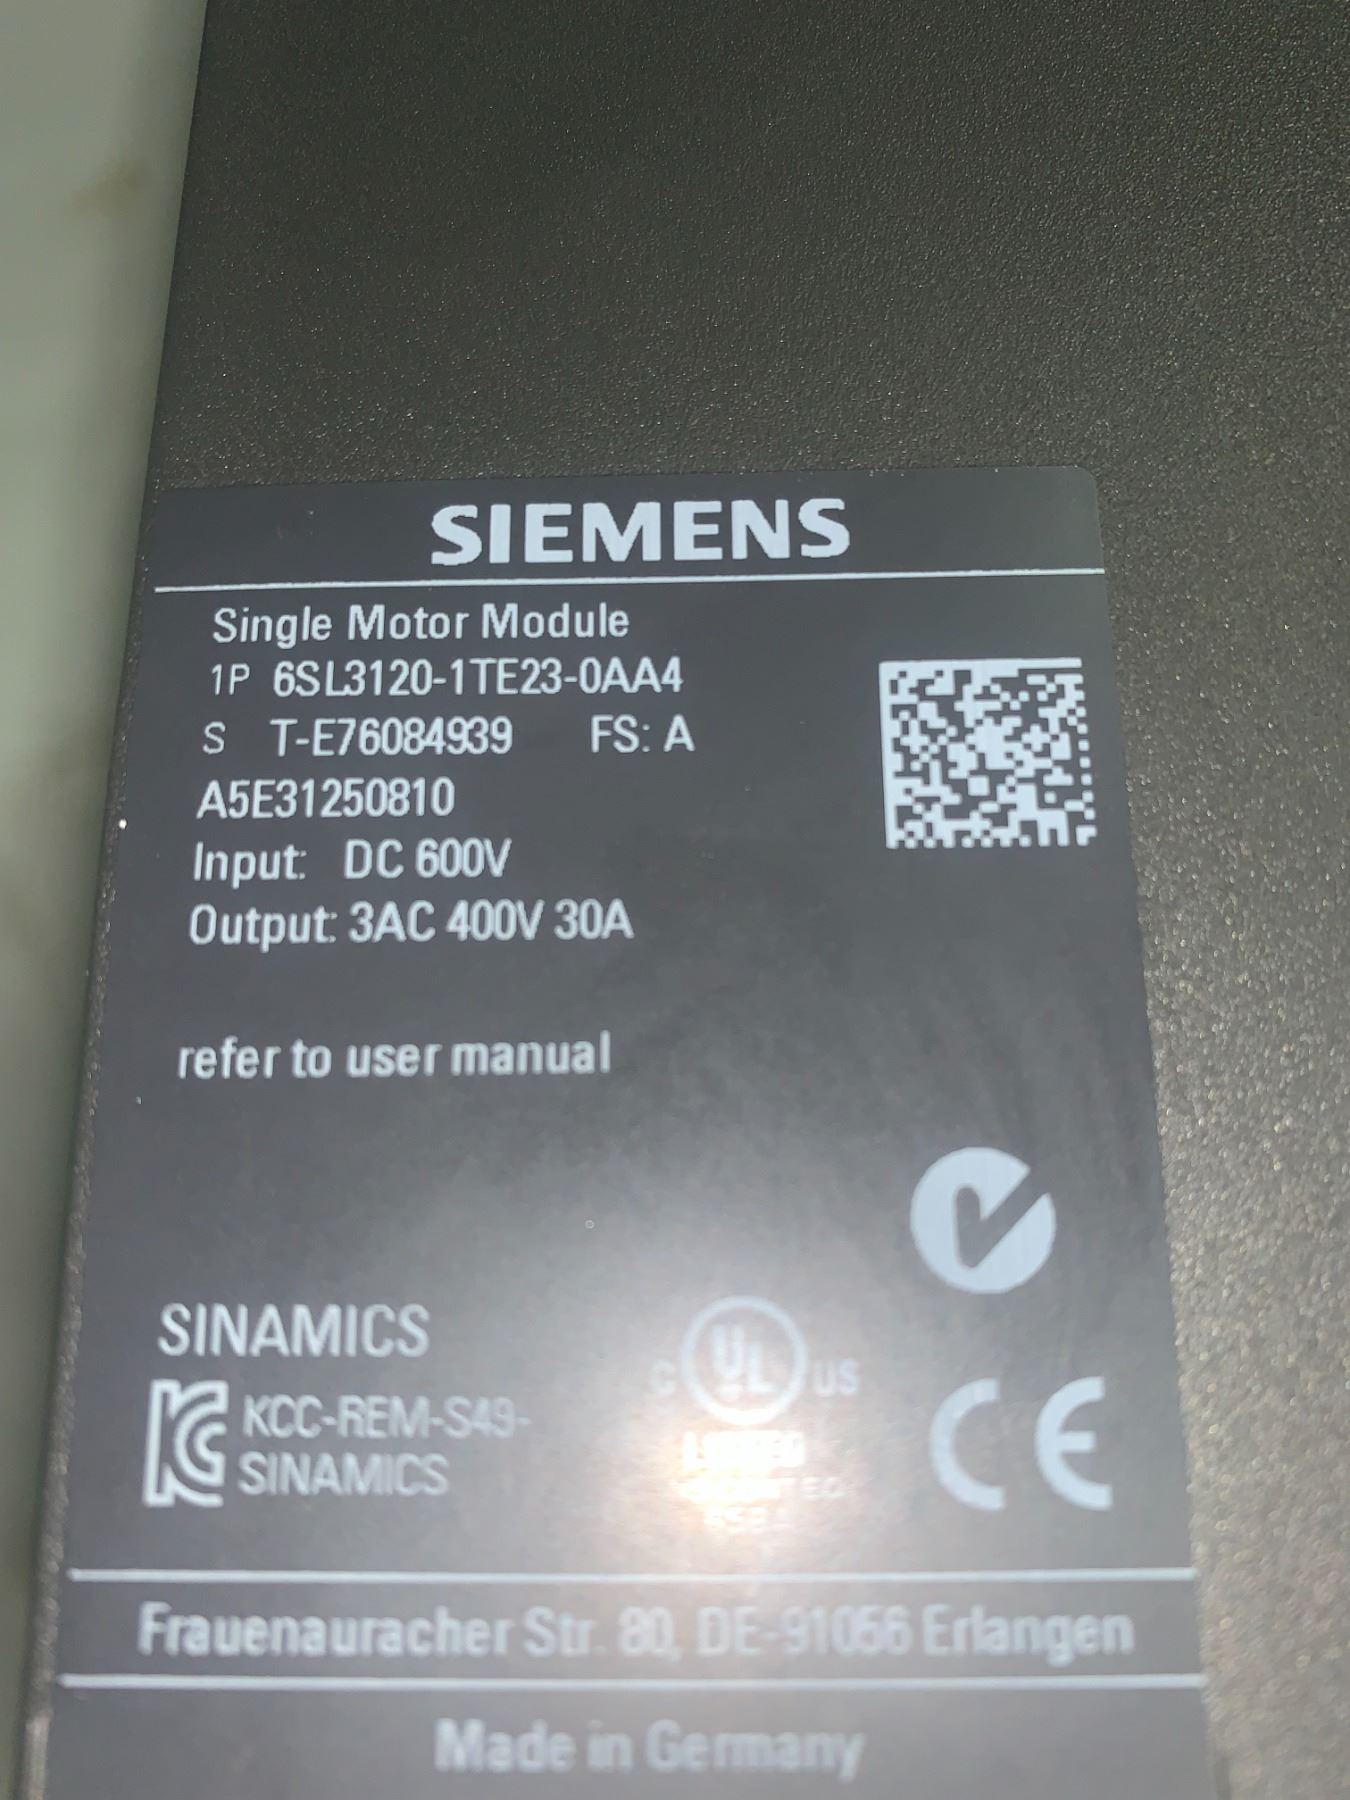 SIEMENS
Single Motor Module
1P 6SL3120-1TE23-0AA4
S T-E76084939 FS: A
A5E31250810
Input: DC 600V
Output: 3AC 400V 30A
refer to user manual
SINAMICS
C UL US
KCC-REM-S49-
SINAMICS
LISTED
CE
Frauenauracher Str. 80, DE-91056 Erlangen
Made in Germany